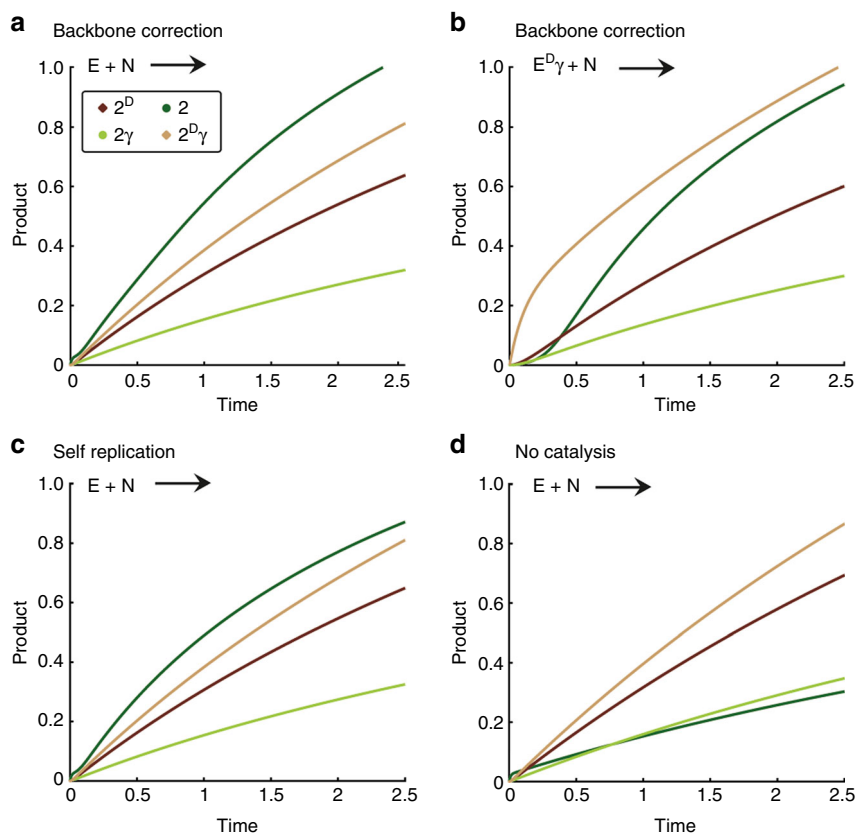 a Backbone correction
E + N
1.0
0.8
0.6
0.4
0.2
0
2ᴰ 2
2γ 2ᴰγ
Product
0 0.5 1 1.5 2 2.5
Time
b Backbone correction
Eᴰγ + N
1.0
0.8
0.6
0.4
0.2
0
Product
0 0.5 1 1.5 2 2.5
Time
c Self replication
E + N
1.0
0.8
0.6
0.4
0.2
0
Product
0 0.5 1 1.5 2 2.5
Time
d No catalysis
E + N
1.0
0.8
0.6
0.4
0.2
0
Product
0 0.5 1 1.5 2 2.5
Time